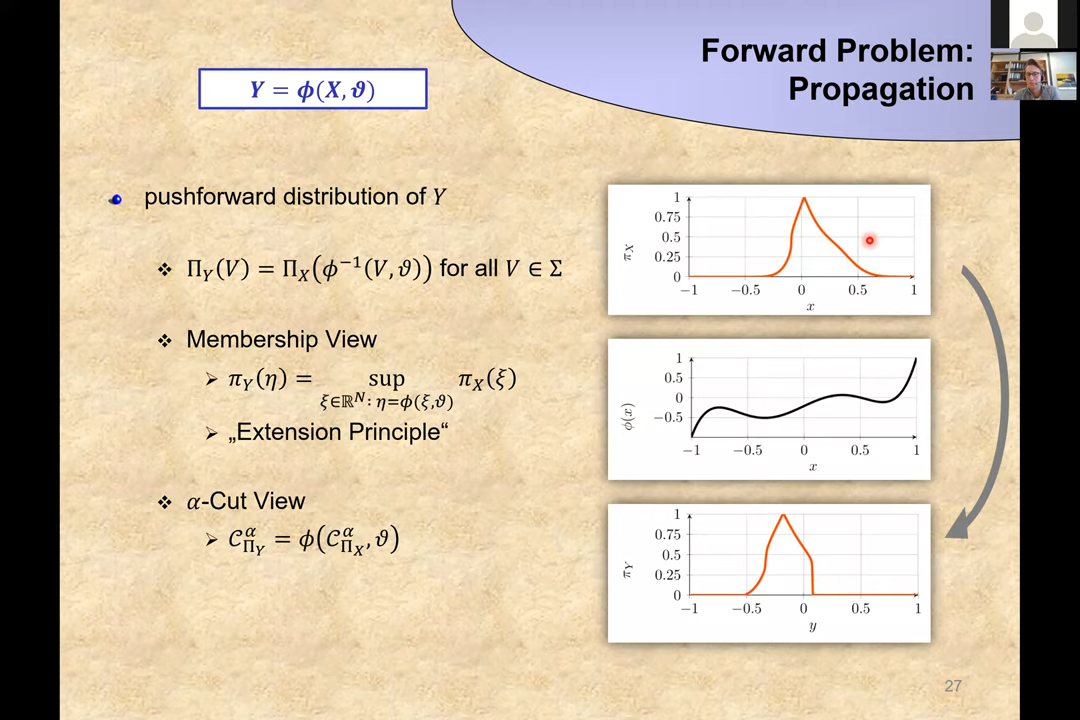 Forward Problem:
Propagation
Y = ϕ(X, ϑ)
pushforward distribution of Y
❖ Π_Y(V) = Π_X(ϕ⁻¹(V, ϑ)) for all V ∈ Σ
❖ Membership View
➢ π_Y(η) = sup_{ξ∈ℝ^N: η=ϕ(ξ,ϑ)} π_X(ξ)
➢ „Extension Principle“
❖ α-Cut View
➢ 𝒞^α_{Π_Y} = ϕ(𝒞^α_{Π_X}, ϑ)
π_X
1
0.75
0.5
0.25
0
−1 −0.5 0 0.5 1
x
ϕ(x)
1
0.5
0
−0.5
−1 −0.5 0 0.5 1
x
π_Y
1
0.75
0.5
0.25
0
−1 −0.5 0 0.5 1
y
27